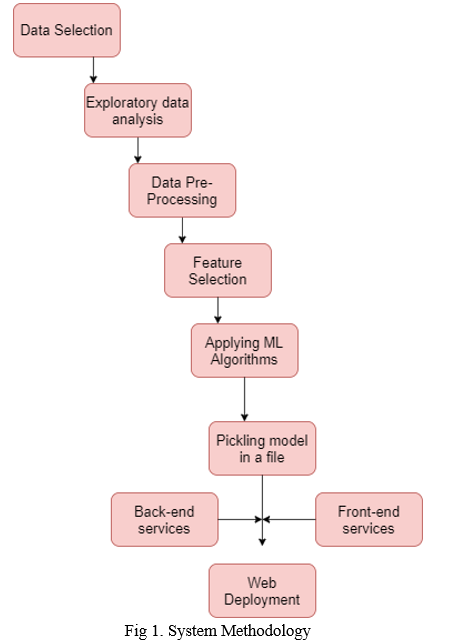 Data Selection
Exploratory data
analysis
Data Pre-
Processing
Feature
Selection
Applying ML
Algorithms
Pickling model
in a file
Back-end
services
Front-end
services
Web
Deployment
Fig 1. System Methodology